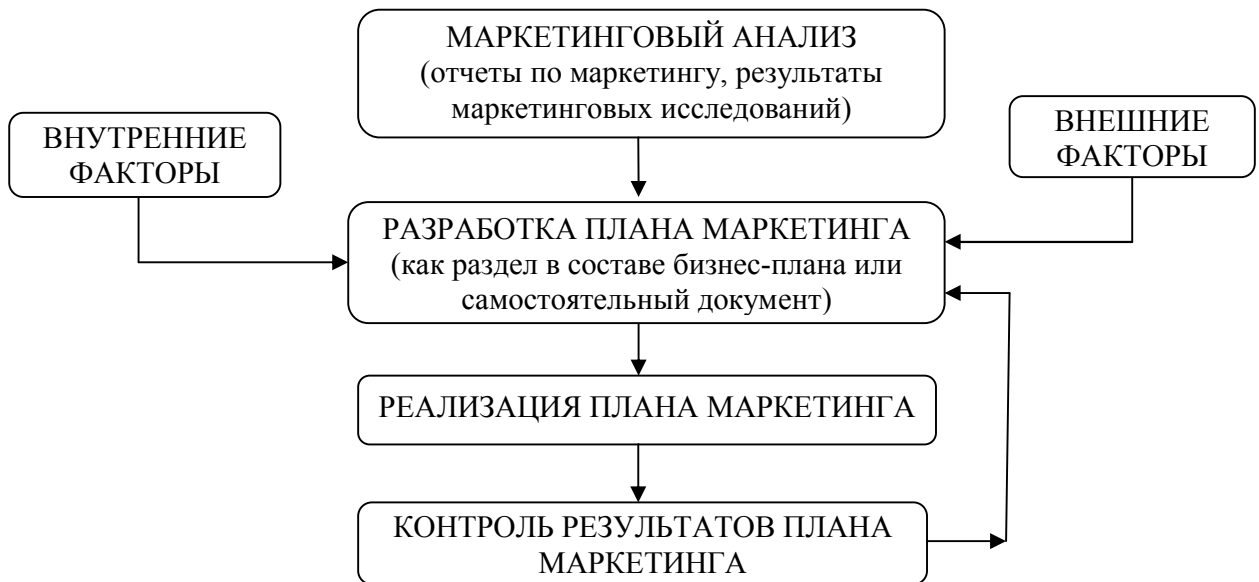 МАРКЕТИНГОВЫЙ АНАЛИЗ
(отчеты по маркетингу, результаты
маркетинговых исследований)
ВНУТРЕННИЕ
ФАКТОРЫ
ВНЕШНИЕ
ФАКТОРЫ
РАЗРАБОТКА ПЛАНА МАРКЕТИНГА
(как раздел в составе бизнес-плана или
самостоятельный документ)
РЕАЛИЗАЦИЯ ПЛАНА МАРКЕТИНГА
КОНТРОЛЬ РЕЗУЛЬТАТОВ ПЛАНА
МАРКЕТИНГА